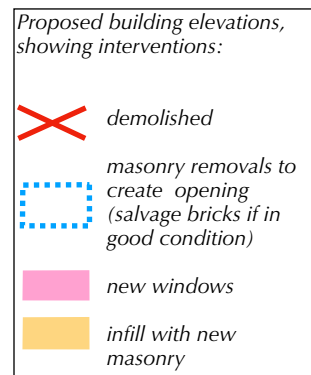 Proposed building elevations,
showing interventions:
demolished
masonry removals to
create opening
(salvage bricks if in
good condition)
new windows
infill with new
masonry